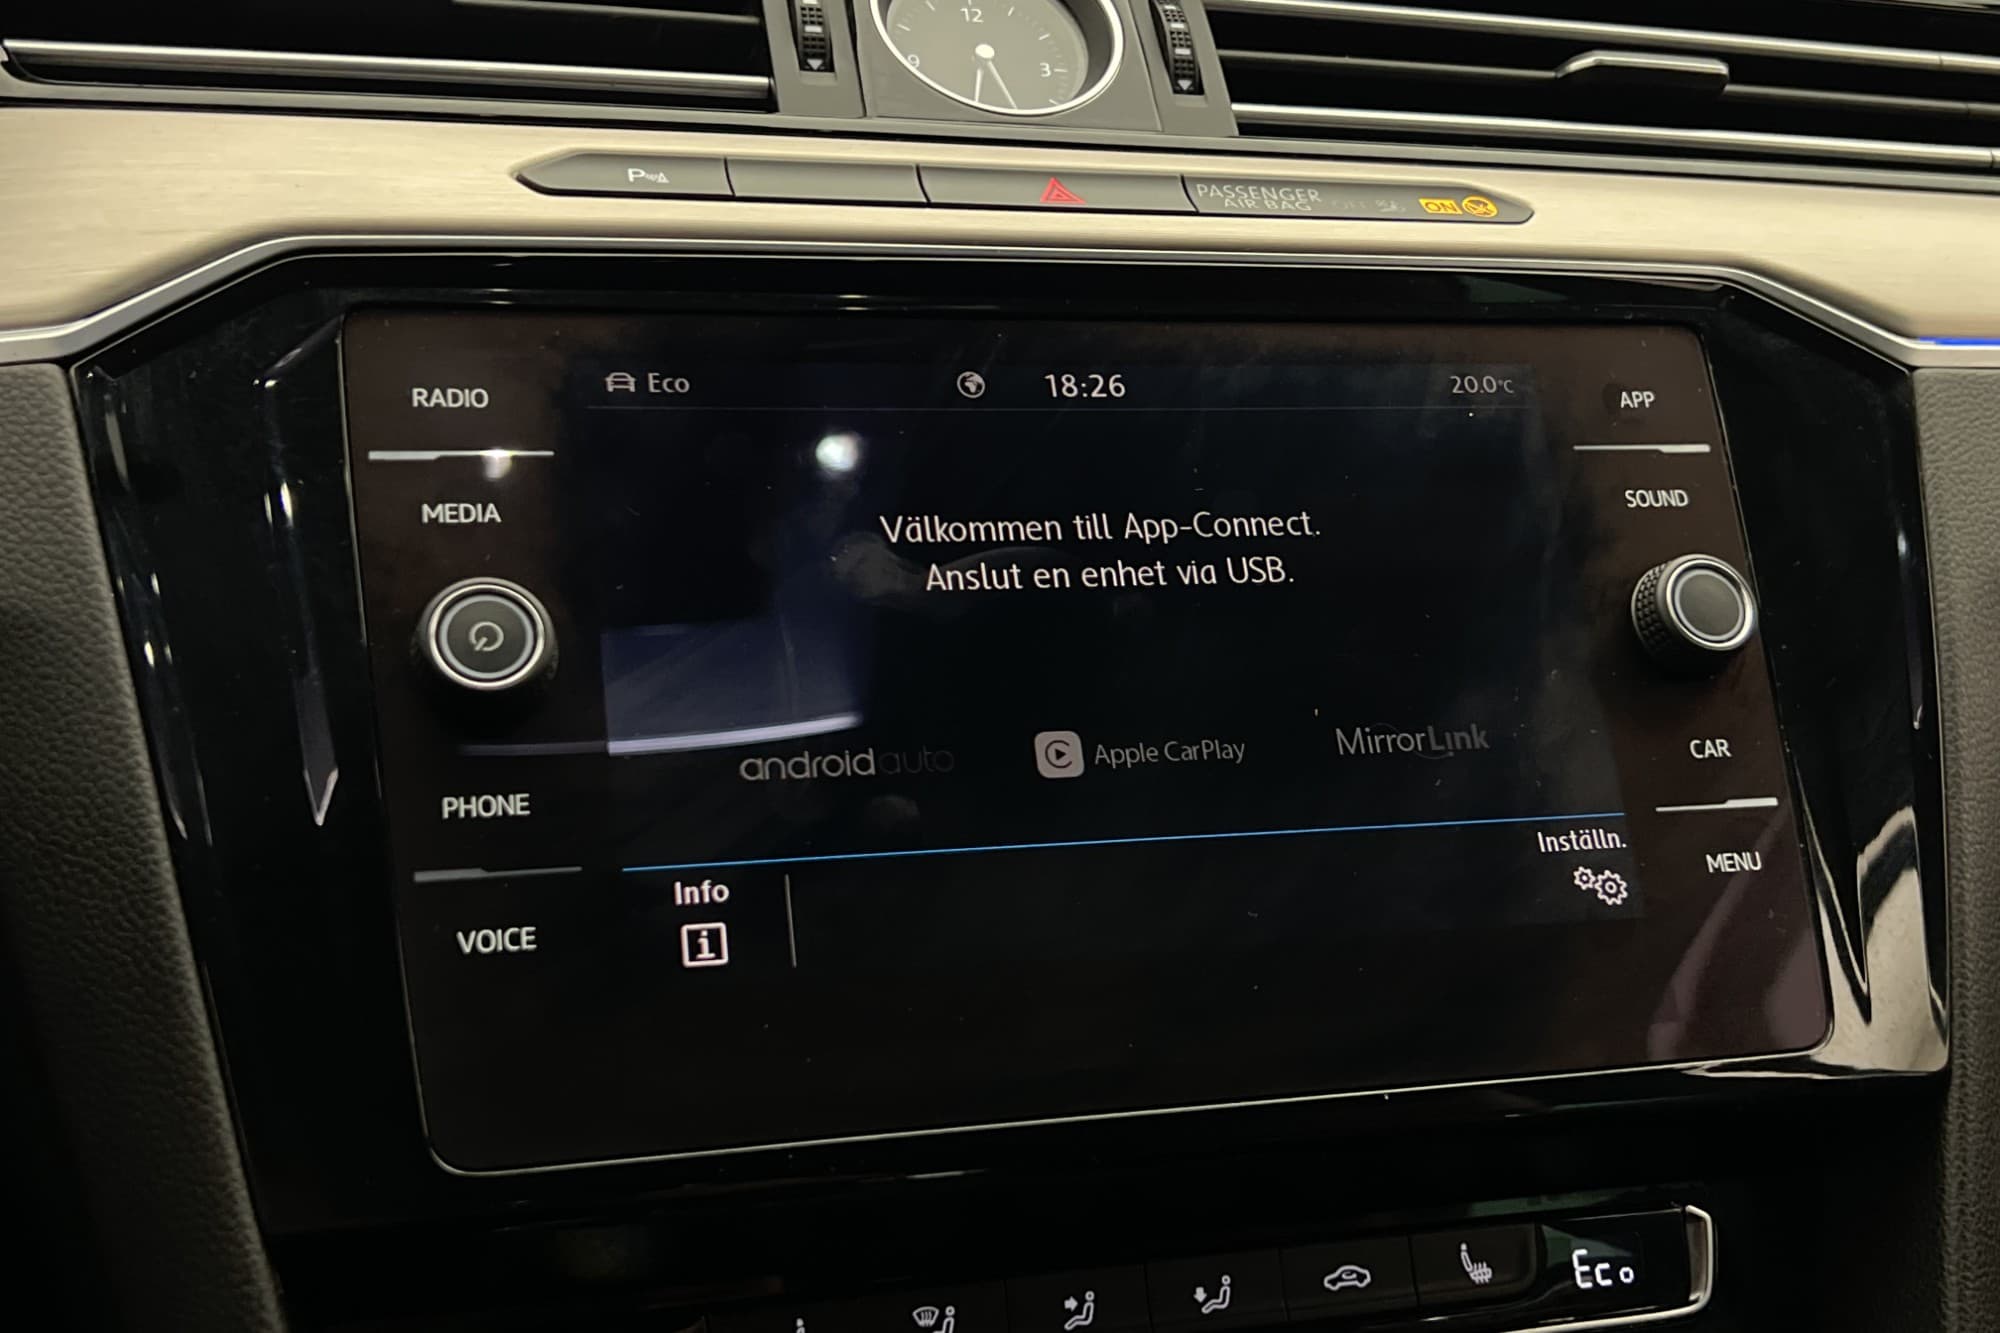 12
9
3
P
PASSENGER
AIR BAG OFF ON
Eco 18:26 20.0°C
RADIO
APP
MEDIA
SOUND
Välkommen till App-Connect.
Anslut en enhet via USB.
androidauto Apple CarPlay MirrorLink
PHONE
CAR
VOICE
MENU
Info
Inställn.
Eco